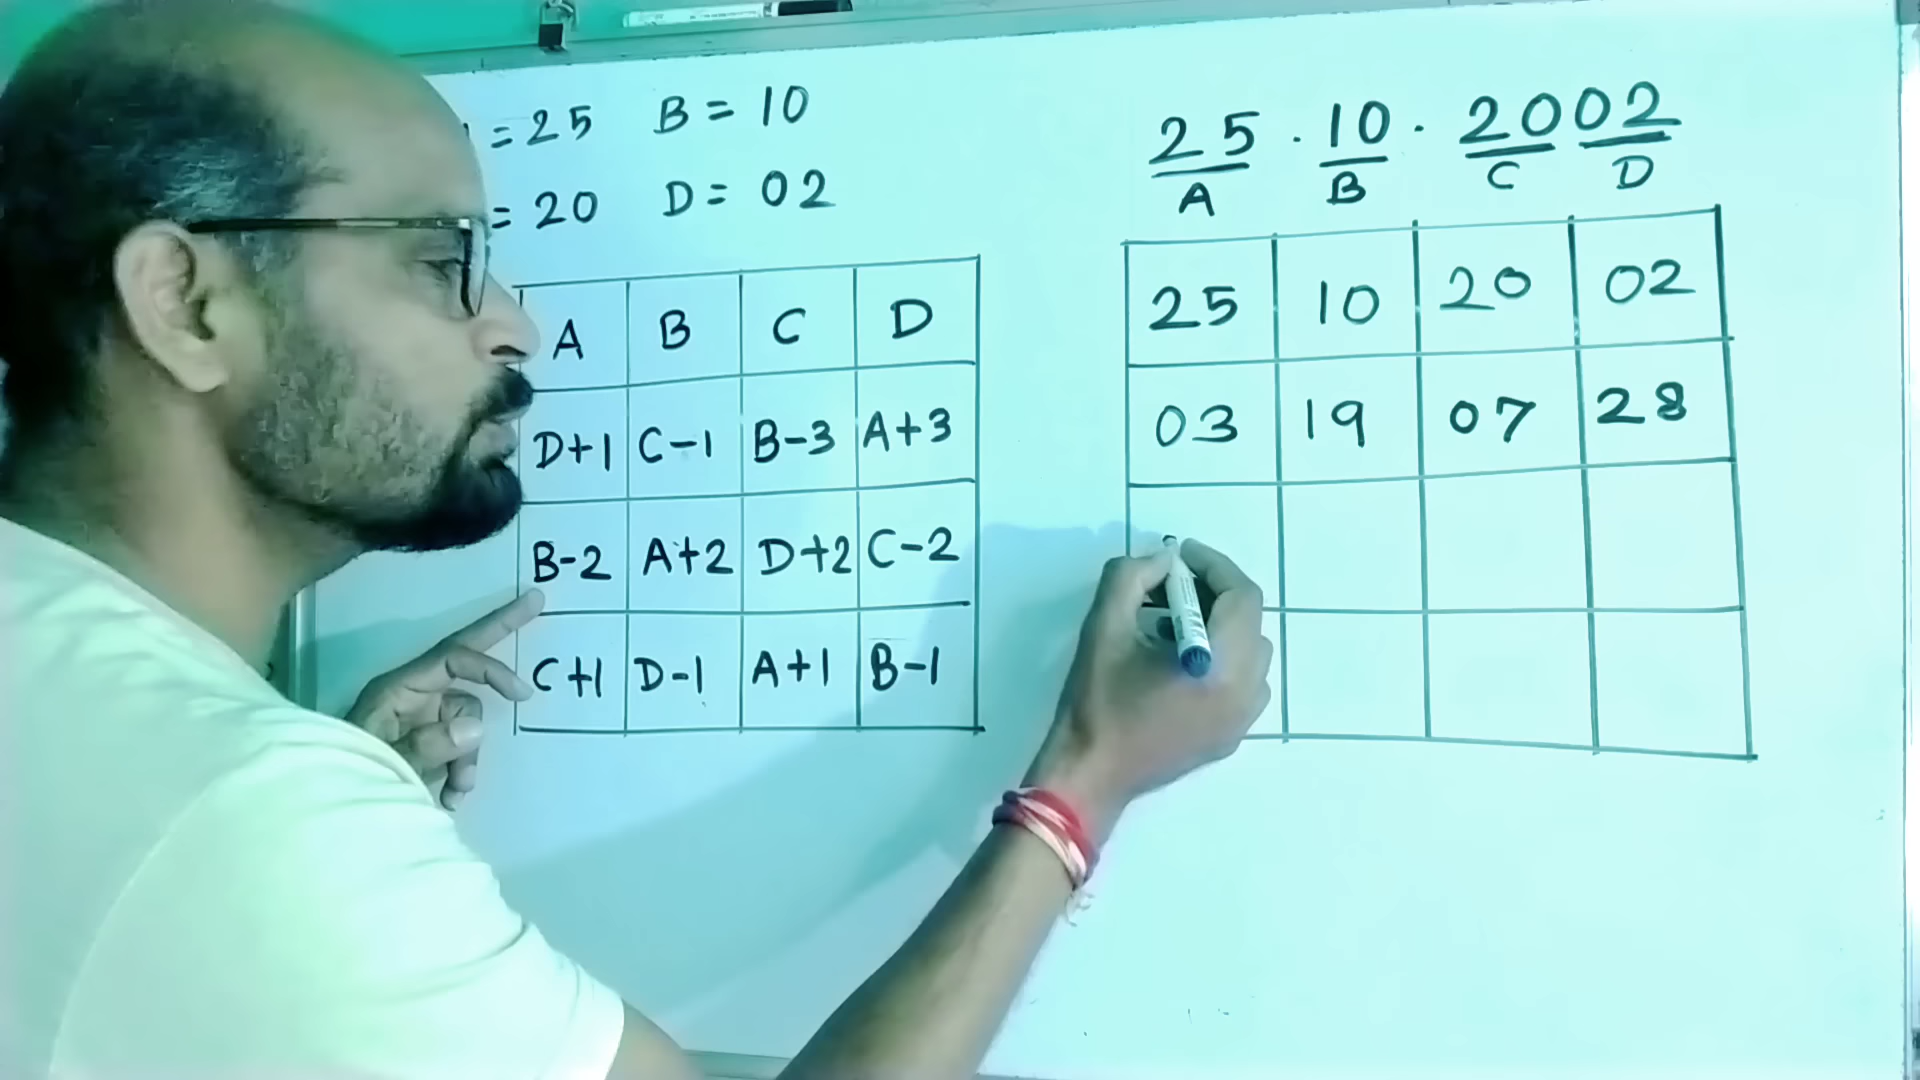 = 25 B = 10
= 20 D = 02
A B C D
D+1 C-1 B-3 A+3
B-2 A+2 D+2 C-2
C+1 D-1 A+1 B-1
25 . 10 . 2002
A B C D
25 10 20 02
03 19 07 28